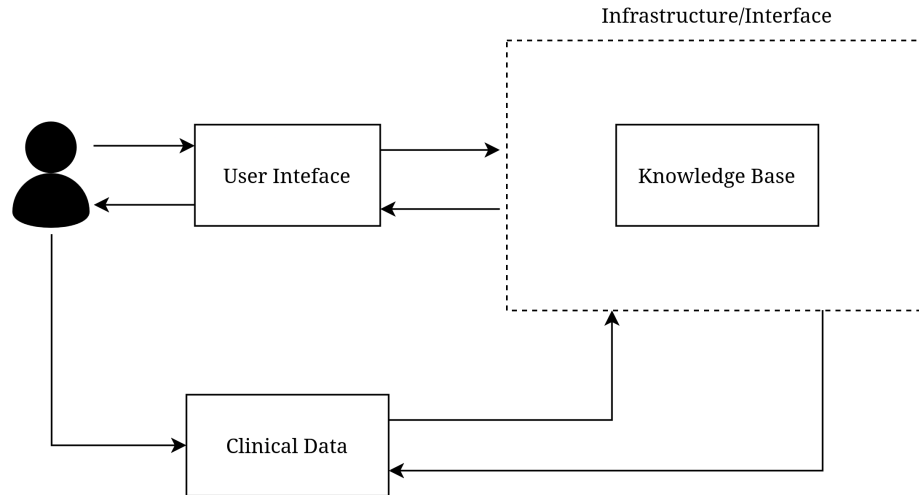 Infrastructure/Interface
User Inteface
Knowledge Base
Clinical Data